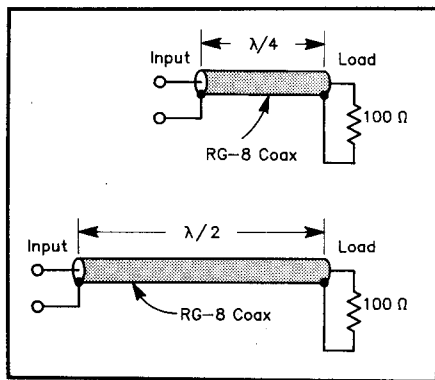 Input
λ/4
Load
100 Ω
RG–8 Coax
Input
λ/2
Load
100 Ω
RG–8 Coax